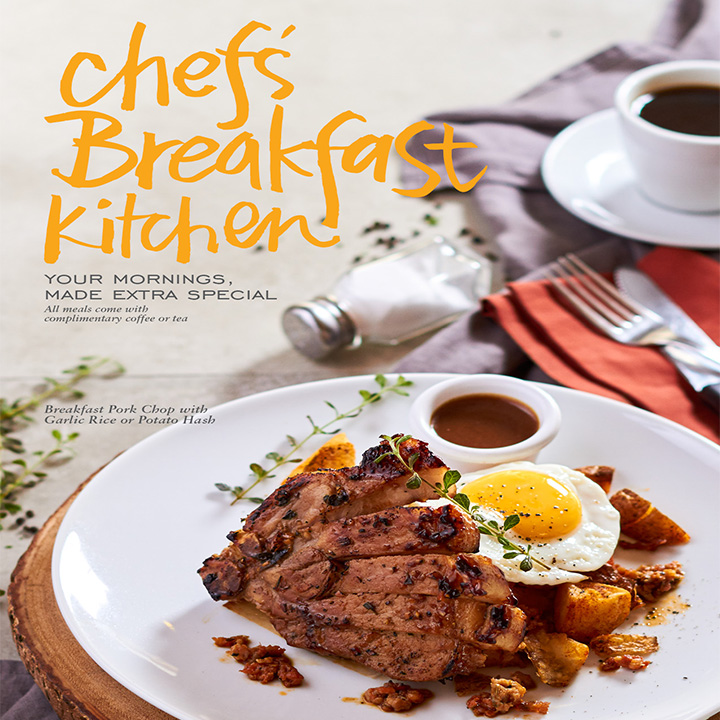 chefs'
Breakfast
Kitchen
YOUR MORNINGS,
MADE EXTRA SPECIAL
All meals come with
complimentary coffee or tea
Breakfast Pork Chop with
Garlic Rice or Potato Hash